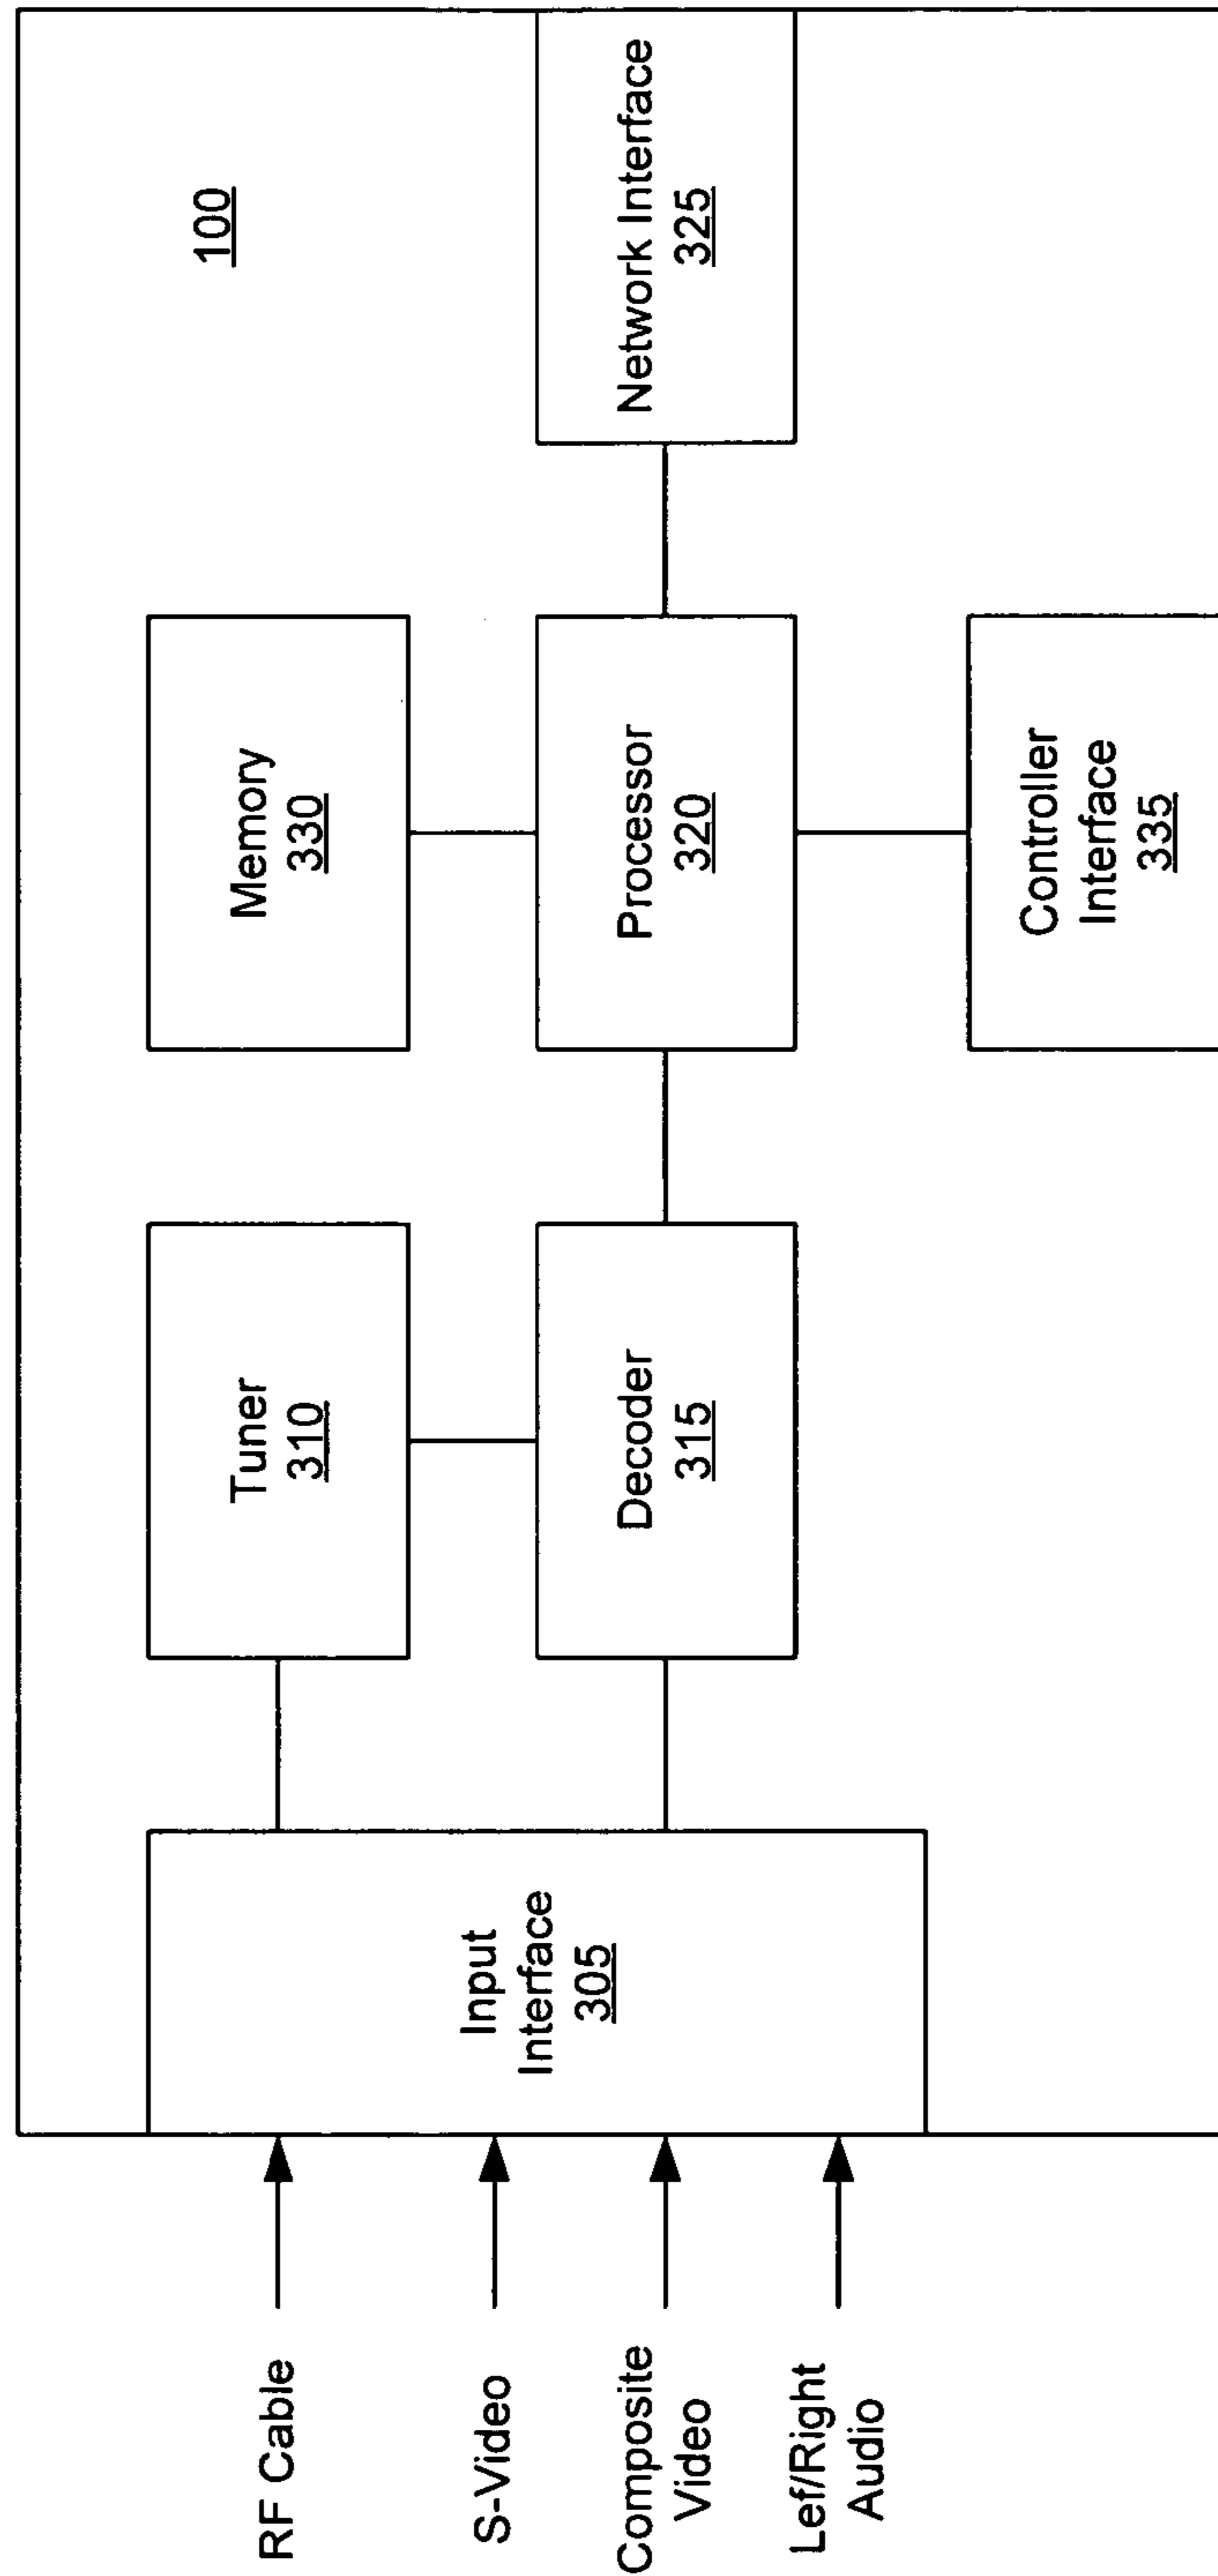 100
RF Cable
S-Video
Composite
Video
Lef/Right
Audio
Input
Interface
305
Tuner
310
Decoder
315
Memory
330
Processor
320
Controller
Interface
335
Network Interface
325